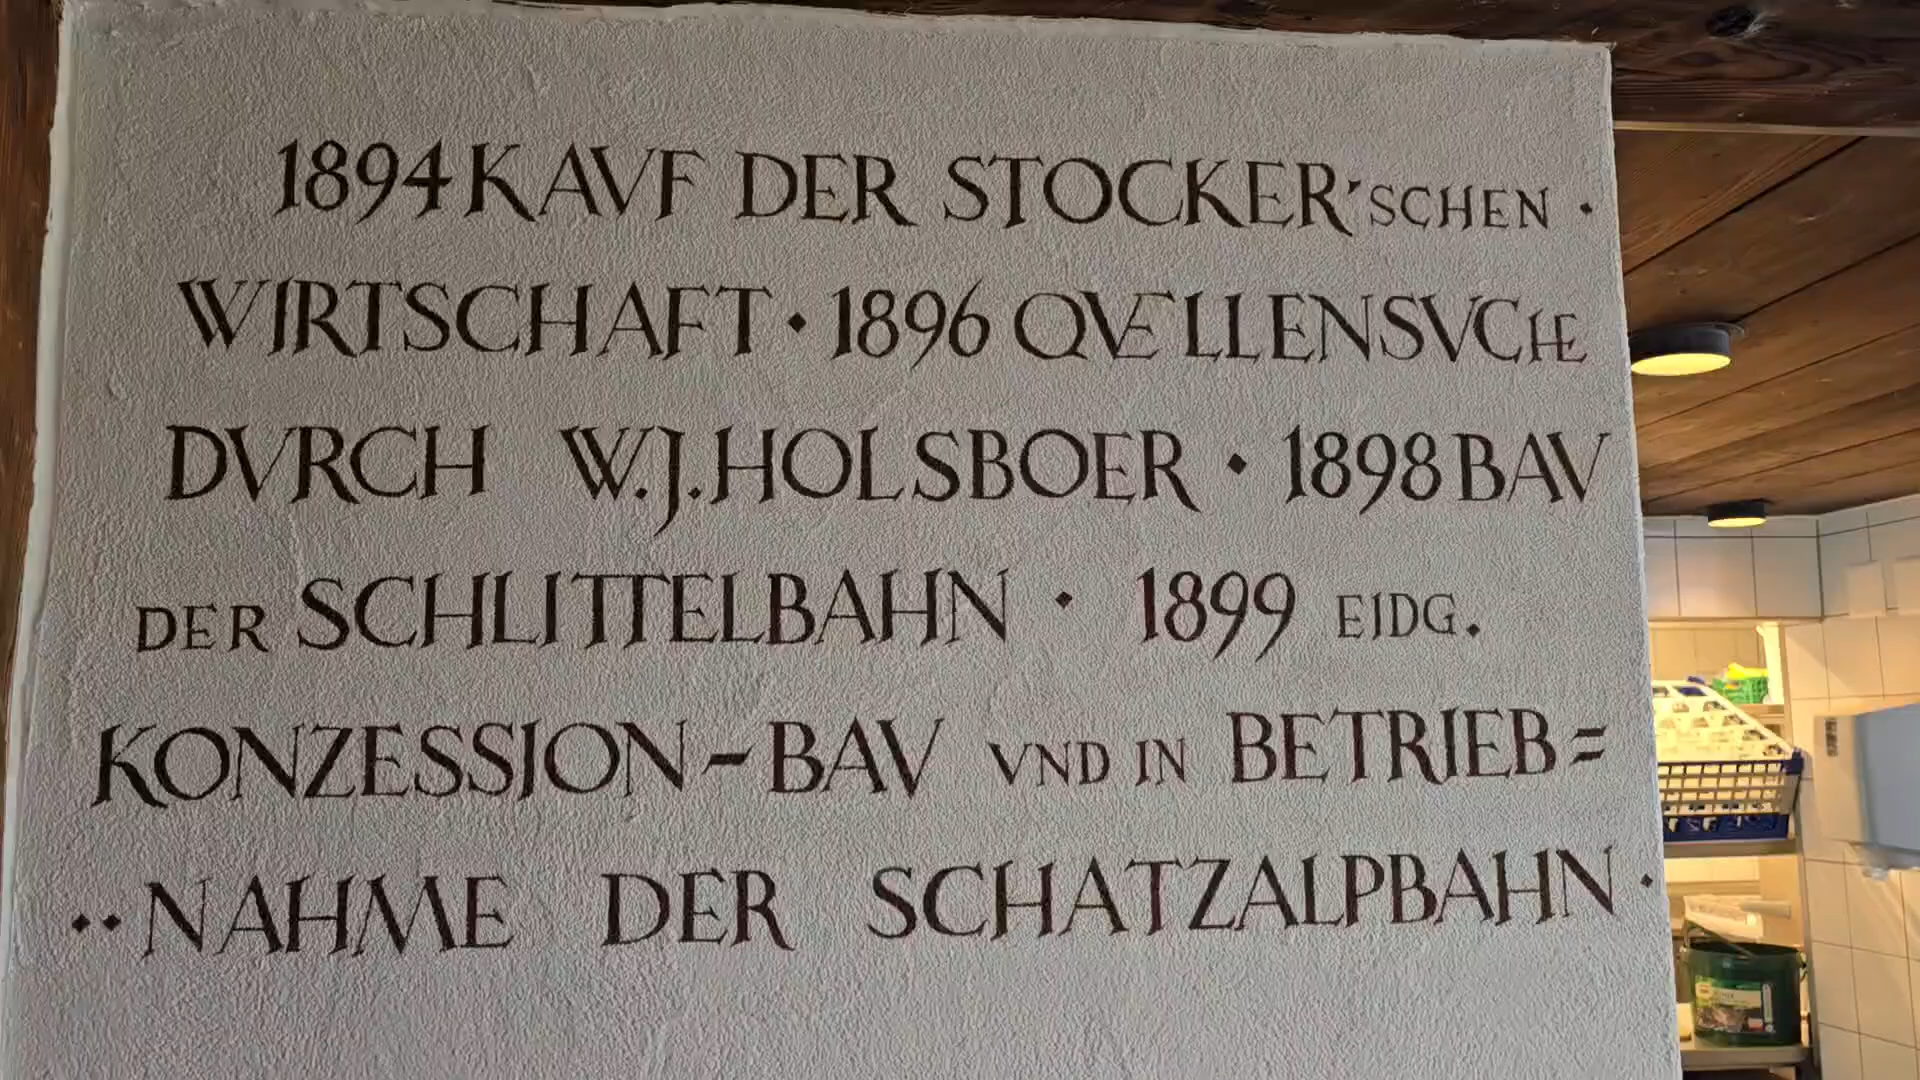 1894 KAVF DER STOCKER'SCHEN ·
WIRTSCHAFT · 1896 QVELLENSVCHE
DVRCH W.J.HOLSBOER · 1898 BAV
DER SCHLITTELBAHN · 1899 EIDG.
KONZESSION-BAV VND IN BETRIEB=
··NAHME DER SCHATZALPBAHN·